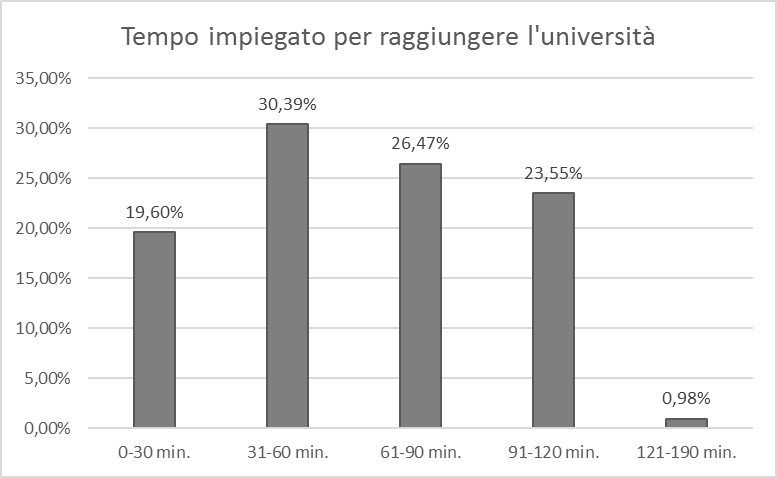 Tempo impiegato per raggiungere l'università
35,00%
30,00%
25,00%
20,00%
15,00%
10,00%
5,00%
0,00%
19,60%
30,39%
26,47%
23,55%
0,98%
0-30 min.
31-60 min.
61-90 min.
91-120 min.
121-190 min.